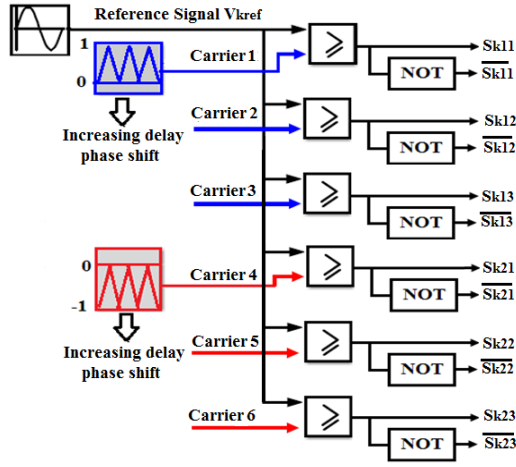 Reference Signal Vkref
1
0
Carrier 1
≥
Sk11
NOT
Sk11
Increasing delay
phase shift
Carrier 2
≥
Sk12
NOT
Sk12
Carrier 3
≥
Sk13
NOT
Sk13
0
-1
Carrier 4
≥
Sk21
NOT
Sk21
Increasing delay
phase shift
Carrier 5
≥
Sk22
NOT
Sk22
Carrier 6
≥
Sk23
NOT
Sk23